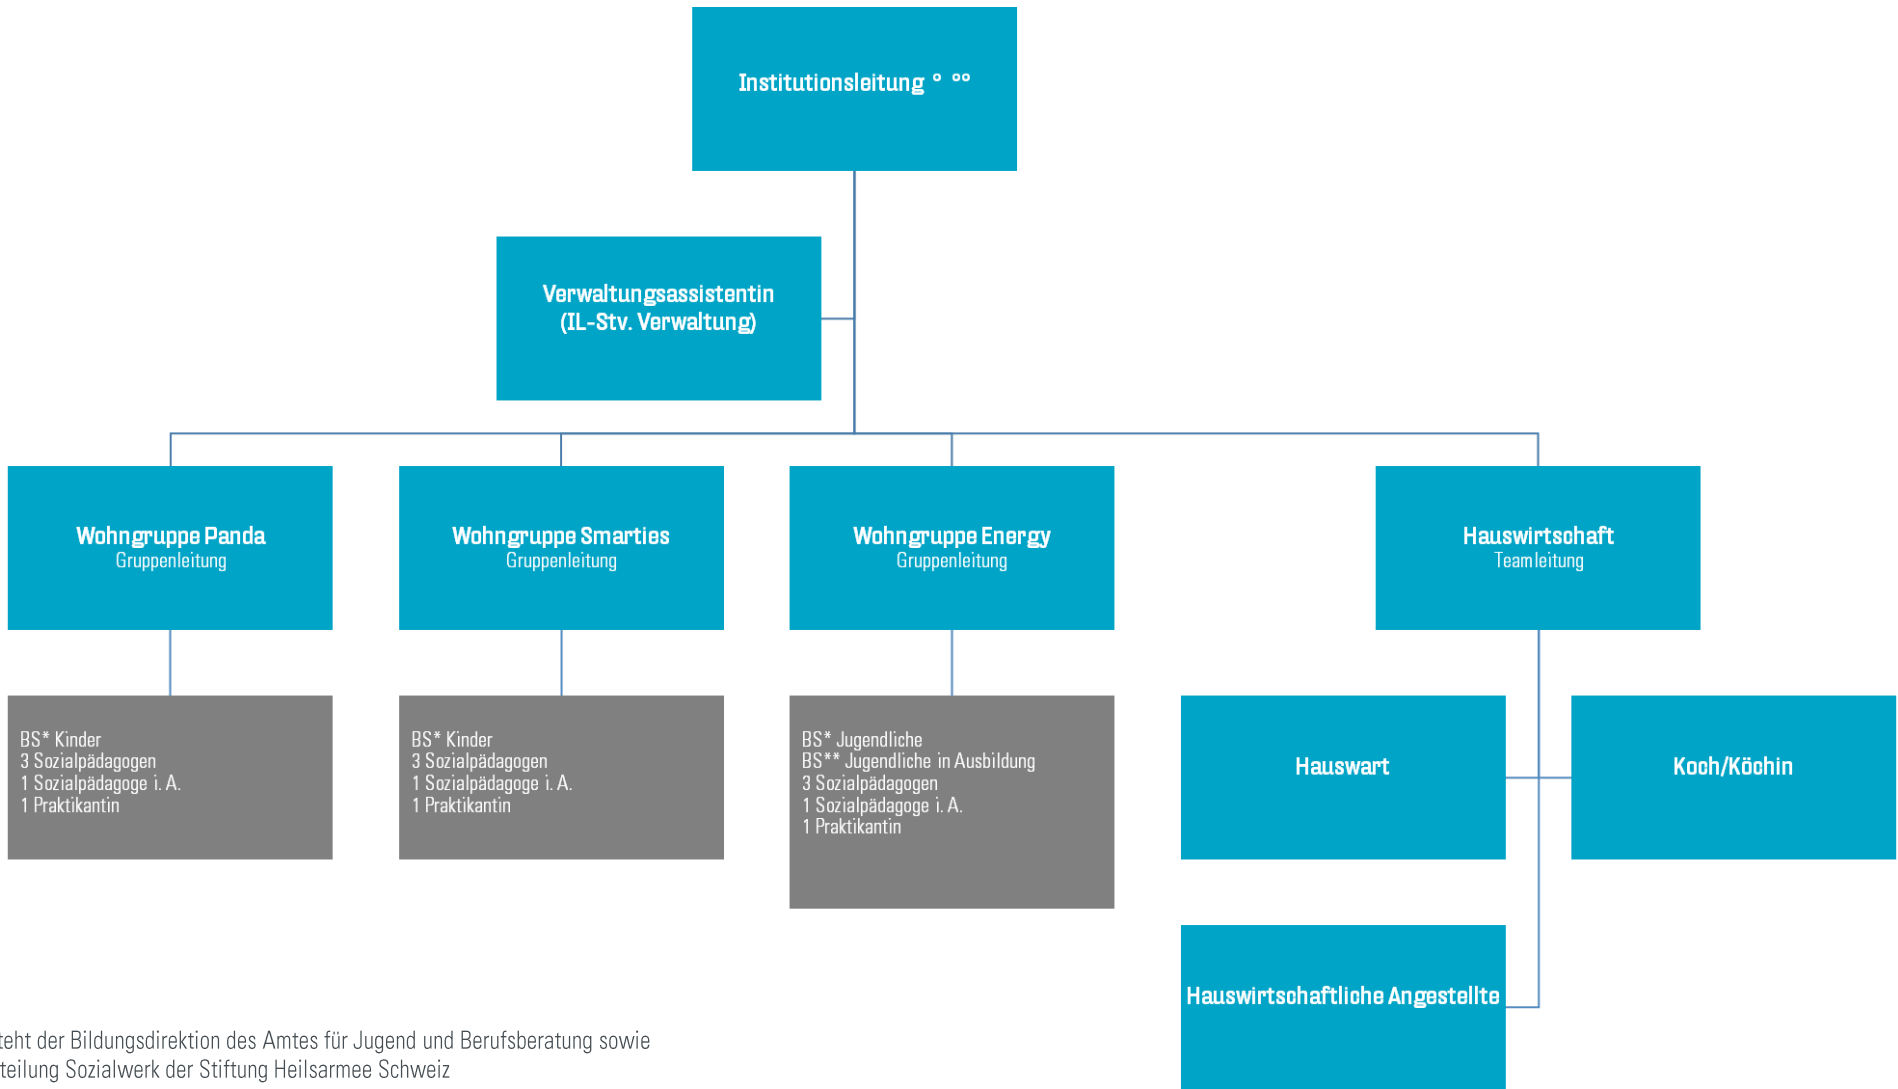 Institutionsleitung ° °°
Verwaltungsassistentin
(IL-Stv. Verwaltung)
Wohngruppe Panda
Gruppenleitung
Wohngruppe Smarties
Gruppenleitung
Wohngruppe Energy
Gruppenleitung
Hauswirtschaft
Teamleitung
BS* Kinder
3 Sozialpädagogen
1 Sozialpädagoge i. A.
1 Praktikantin
BS* Kinder
3 Sozialpädagogen
1 Sozialpädagoge i. A.
1 Praktikantin
BS* Jugendliche
BS** Jugendliche in Ausbildung
3 Sozialpädagogen
1 Sozialpädagoge i. A.
1 Praktikantin
Hauswart
Koch/Köchin
Hauswirtschaftliche Angestellte
der Bildungsdirektion des Amtes für Jugend und Berufsberatung sowie
Sozialwerk der Stiftung Heilsarmee Schweiz